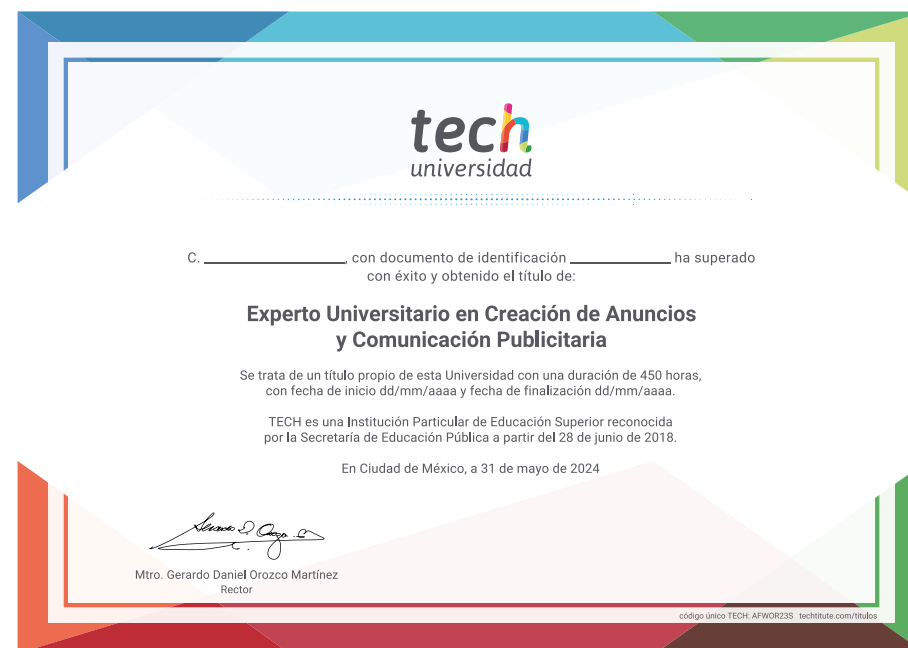 tech
universidad
C. ____________, con documento de identificación ____________ ha superado
con éxito y obtenido el título de:
Experto Universitario en Creación de Anuncios
y Comunicación Publicitaria
Se trata de un título propio de esta Universidad con una duración de 450 horas,
con fecha de inicio dd/mm/aaaa y fecha de finalización dd/mm/aaaa.
TECH es una Institución Particular de Educación Superior reconocida
por la Secretaría de Educación Pública a partir del 28 de junio de 2018.
En Ciudad de México, a 31 de mayo de 2024
Mtro. Gerardo Daniel Orozco Martínez
Rector
código único TECH: AFWOR23S techtitute.com/titulos